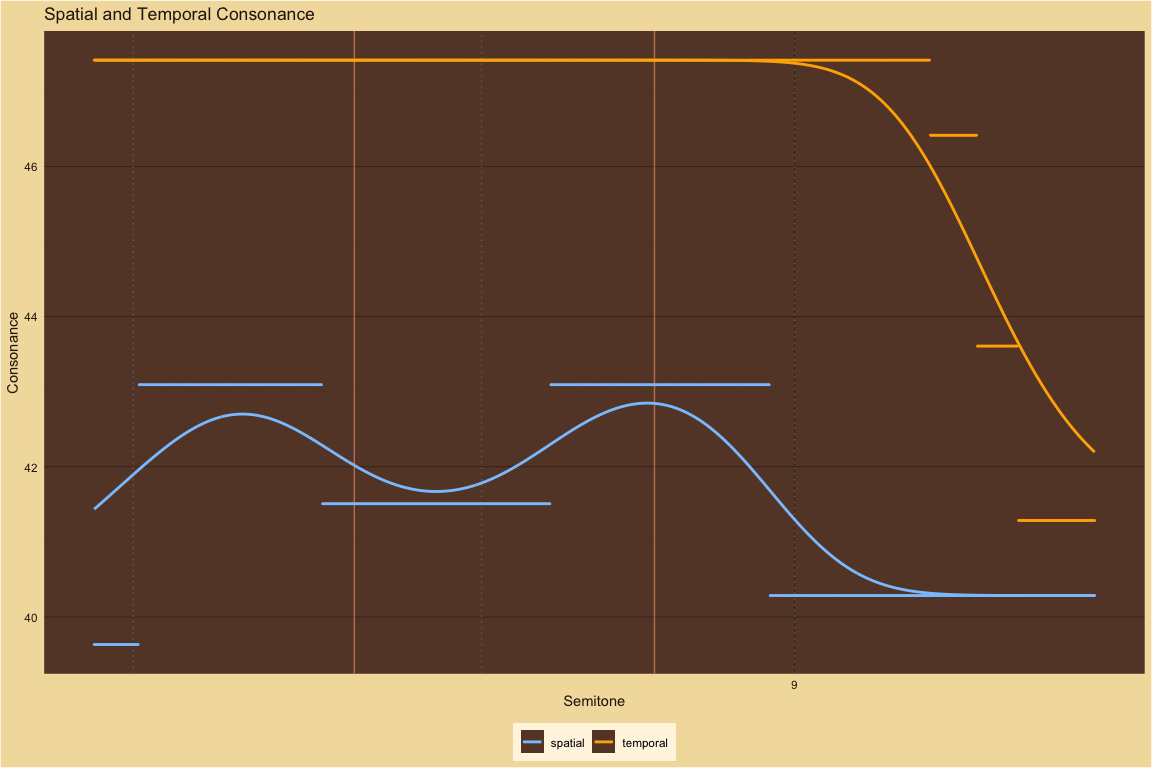 Spatial and Temporal Consonance
Consonance
46
44
42
40
9
Semitone
spatial
temporal